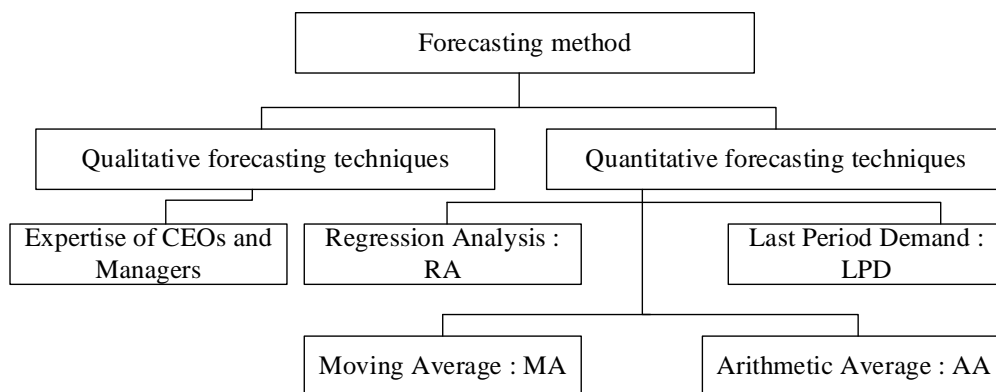 Forecasting method
Qualitative forecasting techniques
Quantitative forecasting techniques
Expertise of CEOs and
Managers
Regression Analysis :
RA
Last Period Demand :
LPD
Moving Average : MA
Arithmetic Average : AA